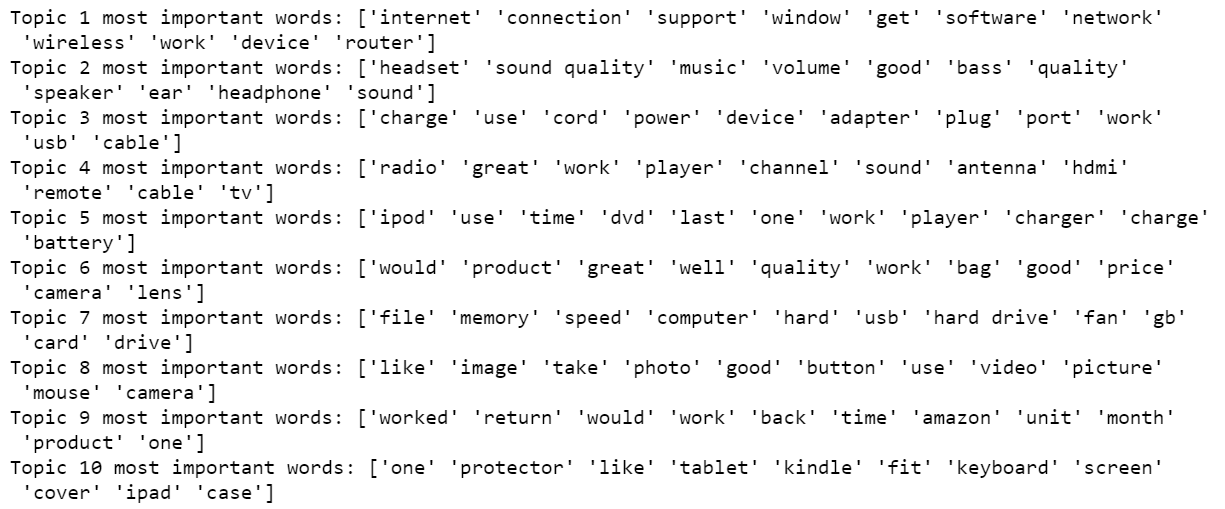 Topic 1 most important words: ['internet' 'connection' 'support' 'window' 'get' 'software' 'network'
 'wireless' 'work' 'device' 'router']
Topic 2 most important words: ['headset' 'sound quality' 'music' 'volume' 'good' 'bass' 'quality'
 'speaker' 'ear' 'headphone' 'sound']
Topic 3 most important words: ['charge' 'use' 'cord' 'power' 'device' 'adapter' 'plug' 'port' 'work'
 'usb' 'cable']
Topic 4 most important words: ['radio' 'great' 'work' 'player' 'channel' 'sound' 'antenna' 'hdmi'
 'remote' 'cable' 'tv']
Topic 5 most important words: ['ipod' 'use' 'time' 'dvd' 'last' 'one' 'work' 'player' 'charger' 'charge'
 'battery']
Topic 6 most important words: ['would' 'product' 'great' 'well' 'quality' 'work' 'bag' 'good' 'price'
 'camera' 'lens']
Topic 7 most important words: ['file' 'memory' 'speed' 'computer' 'hard' 'usb' 'hard drive' 'fan' 'gb'
 'card' 'drive']
Topic 8 most important words: ['like' 'image' 'take' 'photo' 'good' 'button' 'use' 'video' 'picture'
 'mouse' 'camera']
Topic 9 most important words: ['worked' 'return' 'would' 'work' 'back' 'time' 'amazon' 'unit' 'month'
 'product' 'one']
Topic 10 most important words: ['one' 'protector' 'like' 'tablet' 'kindle' 'fit' 'keyboard' 'screen'
 'cover' 'ipad' 'case']